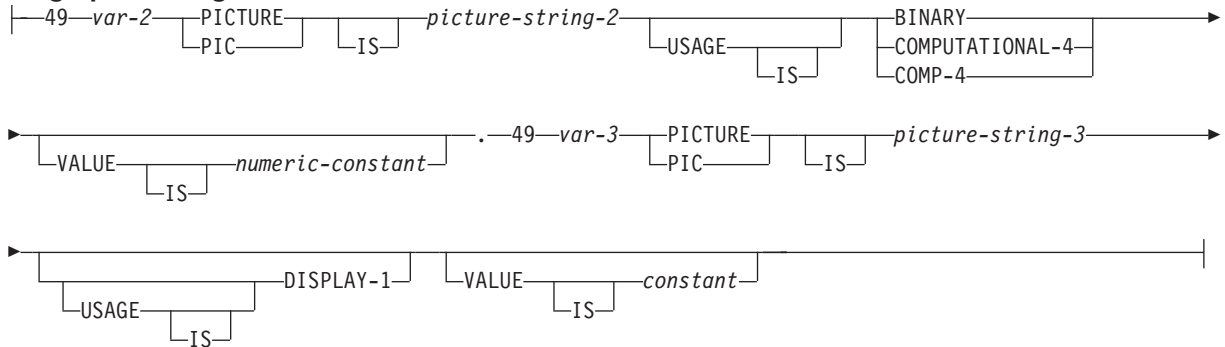 49 var-2 PICTURE IS picture-string-2 USAGE IS BINARY
PIC COMPUTATIONAL-4
COMP-4
VALUE IS numeric-constant . 49 var-3 PICTURE IS picture-string-3
PIC
USAGE IS DISPLAY-1 VALUE IS constant